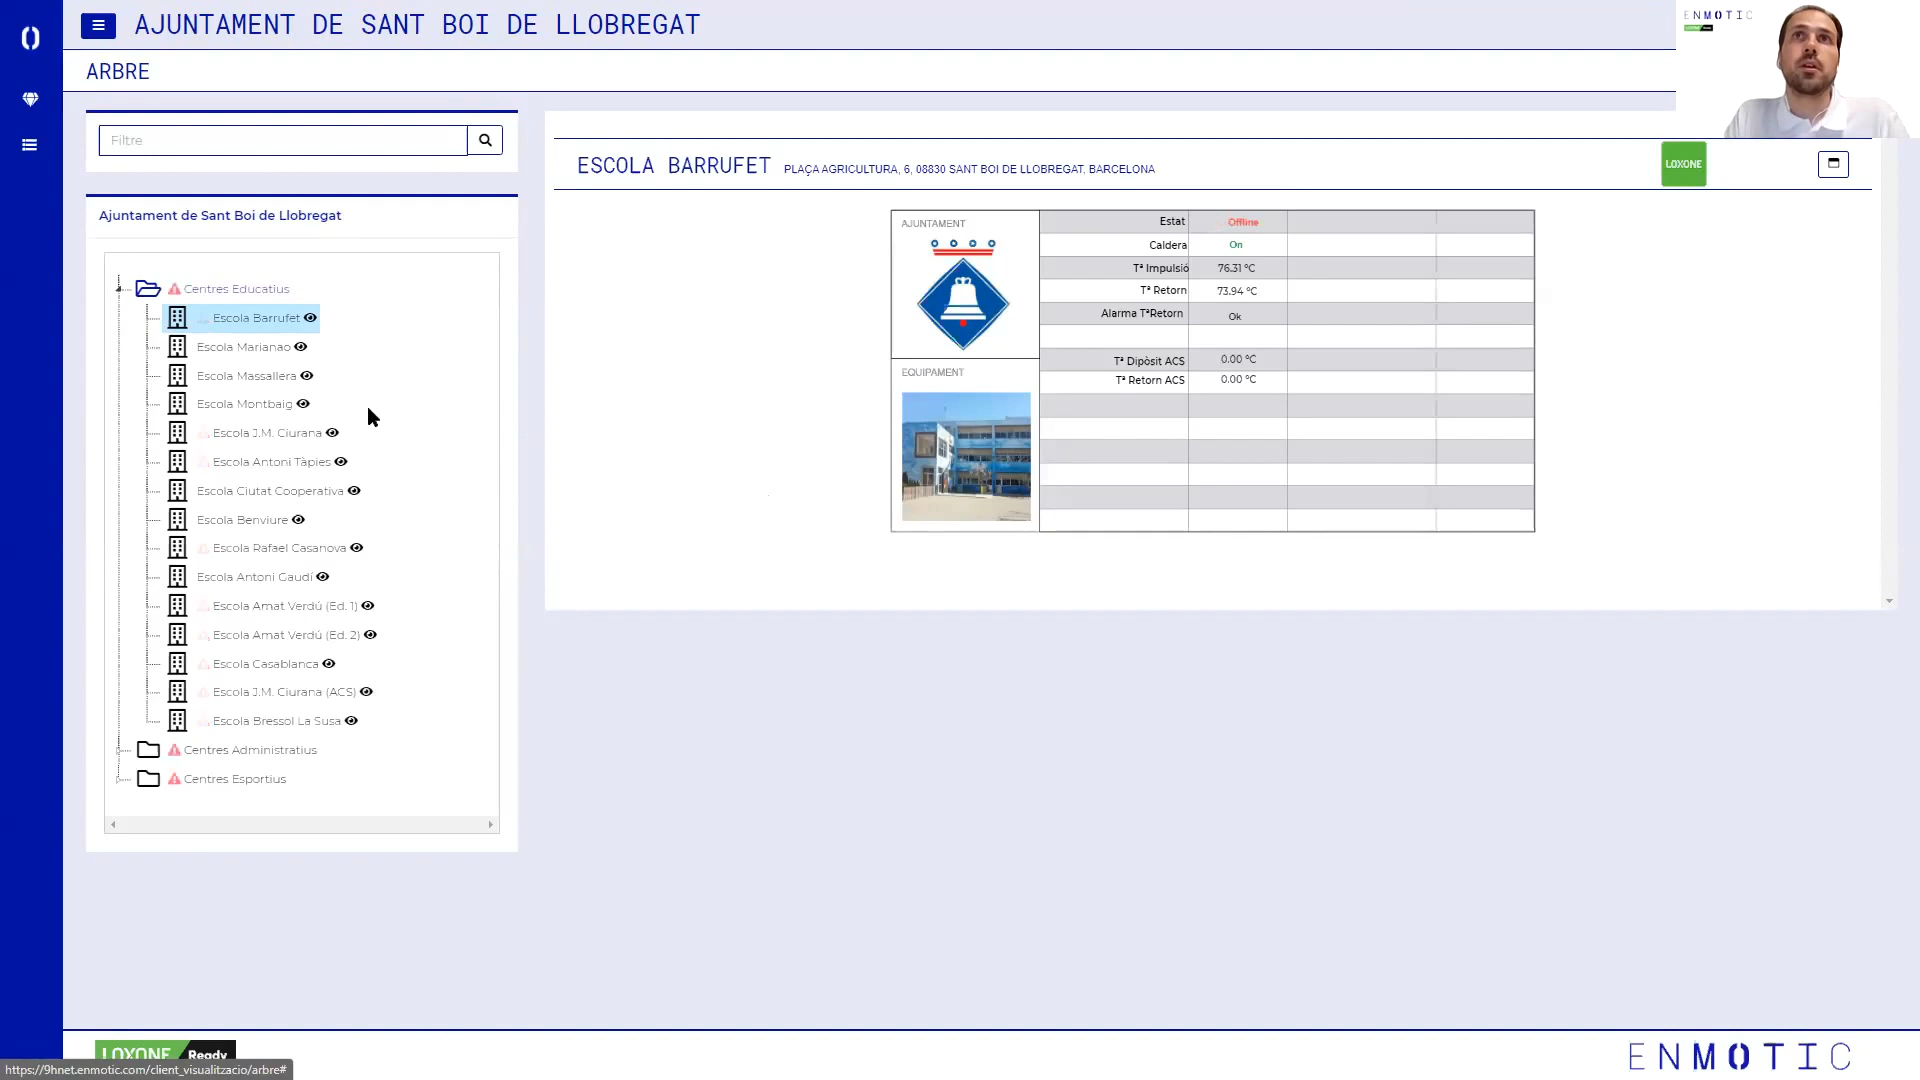 AJUNTAMENT DE SANT BOI DE LLOBREGAT
ENMOTIC
ARBRE
Filtre
ESCOLA BARRUFET PLAÇA AGRICULTURA, 6, 08830 SANT BOI DE LLOBREGAT, BARCELONA
LOXONE
Ajuntament de Sant Boi de Llobregat
Centres Educatius
Escola Barrufet
Escola Marianao
Escola Massallera
Escola Montbaig
Escola J.M. Ciurana
Escola Antoni Tàpies
Escola Ciutat Cooperativa
Escola Benviure
Escola Rafael Casanova
Escola Antoni Gaudí
Escola Amat Verdú (Ed. 1)
Escola Amat Verdú (Ed. 2)
Escola Casablanca
Escola J.M. Ciurana (ACS)
Escola Bressol La Susa
Centres Administratius
Centres Esportius
AJUNTAMENT
EQUIPAMENT
Estat Offline
Caldera On
Tª Impulsió 76.31 ºC
Tª Retorn 73.94 ºC
Alarma TªRetorn Ok
Tª Dipòsit ACS 0.00 ºC
Tª Retorn ACS 0.00 ºC
LOXONE Ready
https://9hnet.enmotic.com/client_visualitzacio/arbre#
ENMOTIC